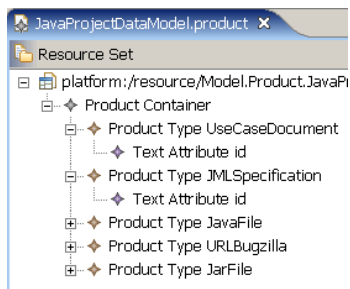 JavaProjectDataModel.product
Resource Set
platform:/resource/Model.Product.JavaP
Product Container
Product Type UseCaseDocument
Text Attribute id
Product Type JMLSpecification
Text Attribute id
Product Type JavaFile
Product Type URLBugzilla
Product Type JarFile